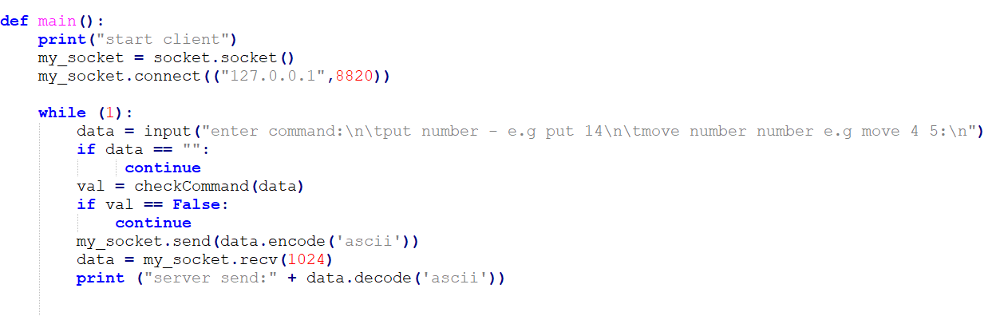 def main():
    print("start client")
    my_socket = socket.socket()
    my_socket.connect(("127.0.0.1",8820))
    while (1):
        data = input("enter command:\n\tput number - e.g put 14\n\tmove number number e.g move 4 5:\n")
        if data == "":
             continue
        val = checkCommand(data)
        if val == False:
            continue
        my_socket.send(data.encode('ascii'))
        data = my_socket.recv(1024)
        print ("server send:" + data.decode('ascii'))